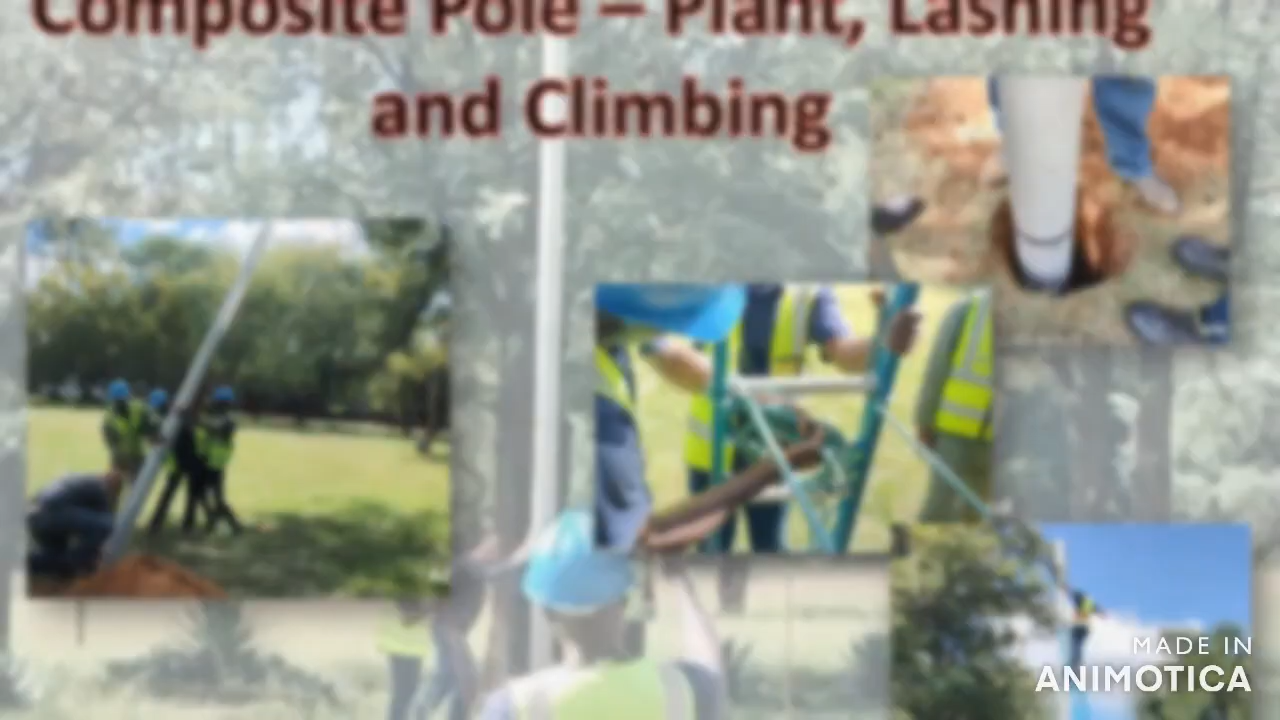 Composite Pole – Plant, Lashing
and Climbing
MADE IN
ANIMOTICA